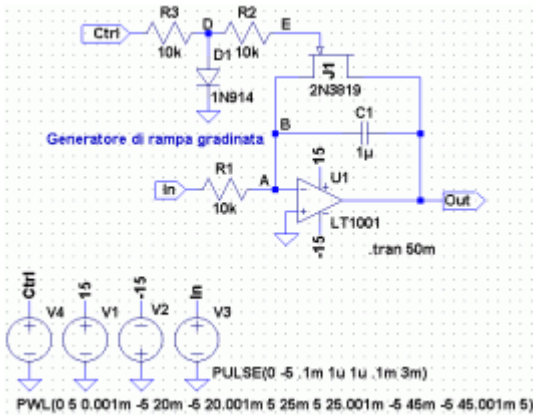 R3 R2
Ctrl D E
10k D1 10k
J1
1N914 2N3819
C1
Generatore di rampa gradinata B
1µ
R1 15 U1
In A Out
10k LT1001
-15 .tran 50m
Ctrl 15 -15 In
V4 V1 V2 V3
PULSE(0 -5 .1m 1u 1u .1m 3m)
PWL(0 5 0.001m -5 20m -5 20.001m 5 25m 5 25.001m -5 45m -5 45.001m 5)